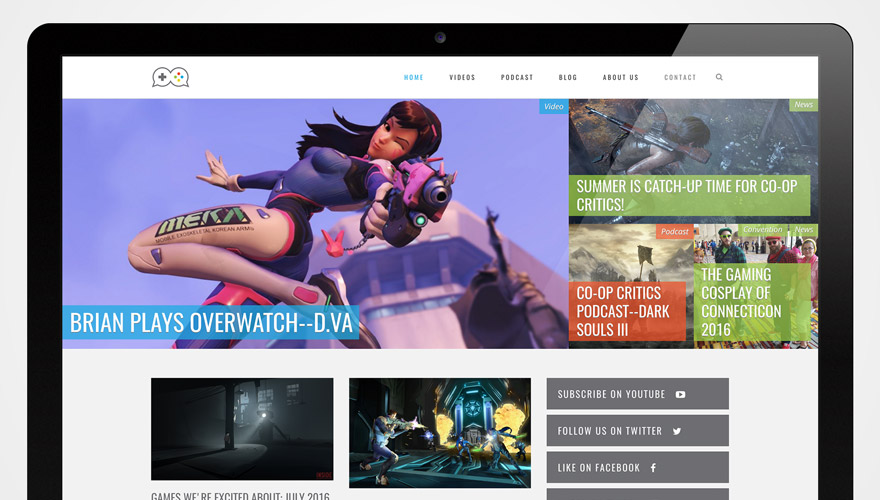 HOME VIDEOS PODCAST BLOG ABOUT US CONTACT
Video
MEKA
MOBILE EXOSKELETAL KOREAN ARMY
BRIAN PLAYS OVERWATCH--D.VA
News
SUMMER IS CATCH-UP TIME FOR CO-OP
CRITICS!
Podcast
CO-OP CRITICS
PODCAST--DARK
SOULS III
Convention News
THE GAMING
COSPLAY OF
CONNECTICON
2016
INSIDE
GAMES WE'RE EXCITED ABOUT: JULY 2016
SUBSCRIBE ON YOUTUBE
FOLLOW US ON TWITTER
LIKE ON FACEBOOK